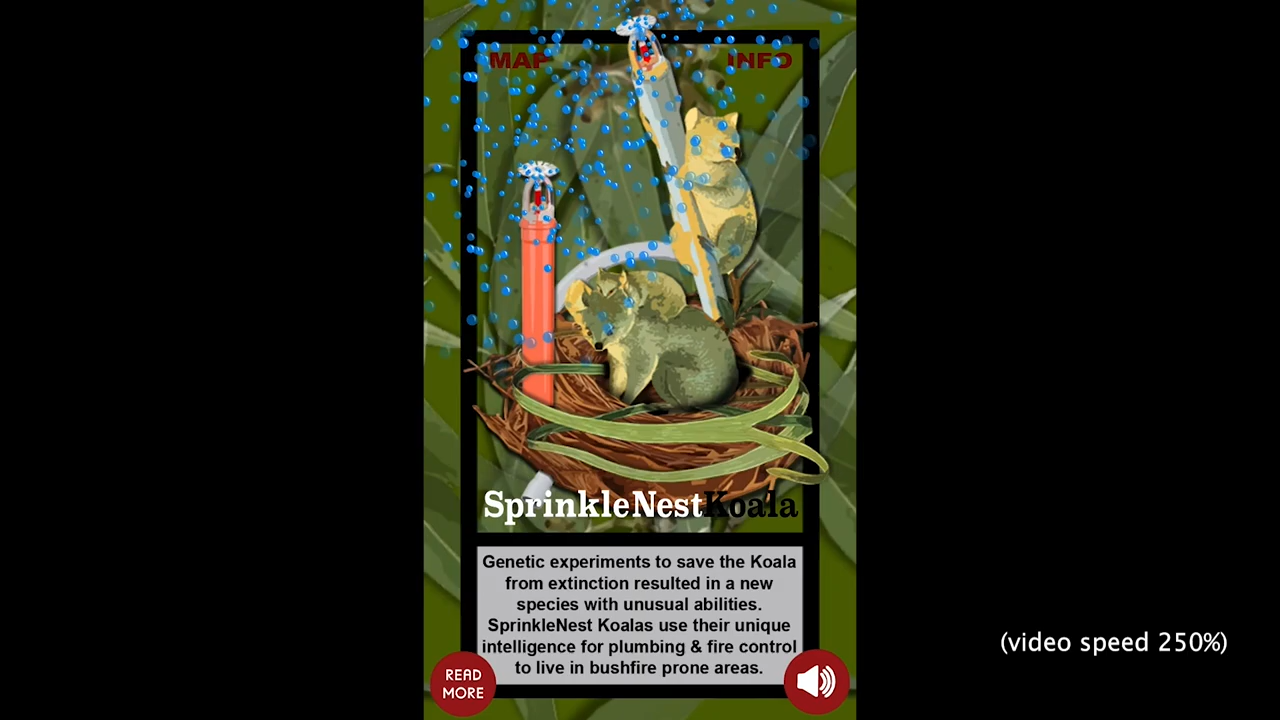 MAP INFO
SprinkleNestKoala
Genetic experiments to save the Koala
from extinction resulted in a new
species with unusual abilities.
SprinkleNest Koalas use their unique
intelligence for plumbing & fire control
to live in bushfire prone areas.
READ
MORE
(video speed 250%)